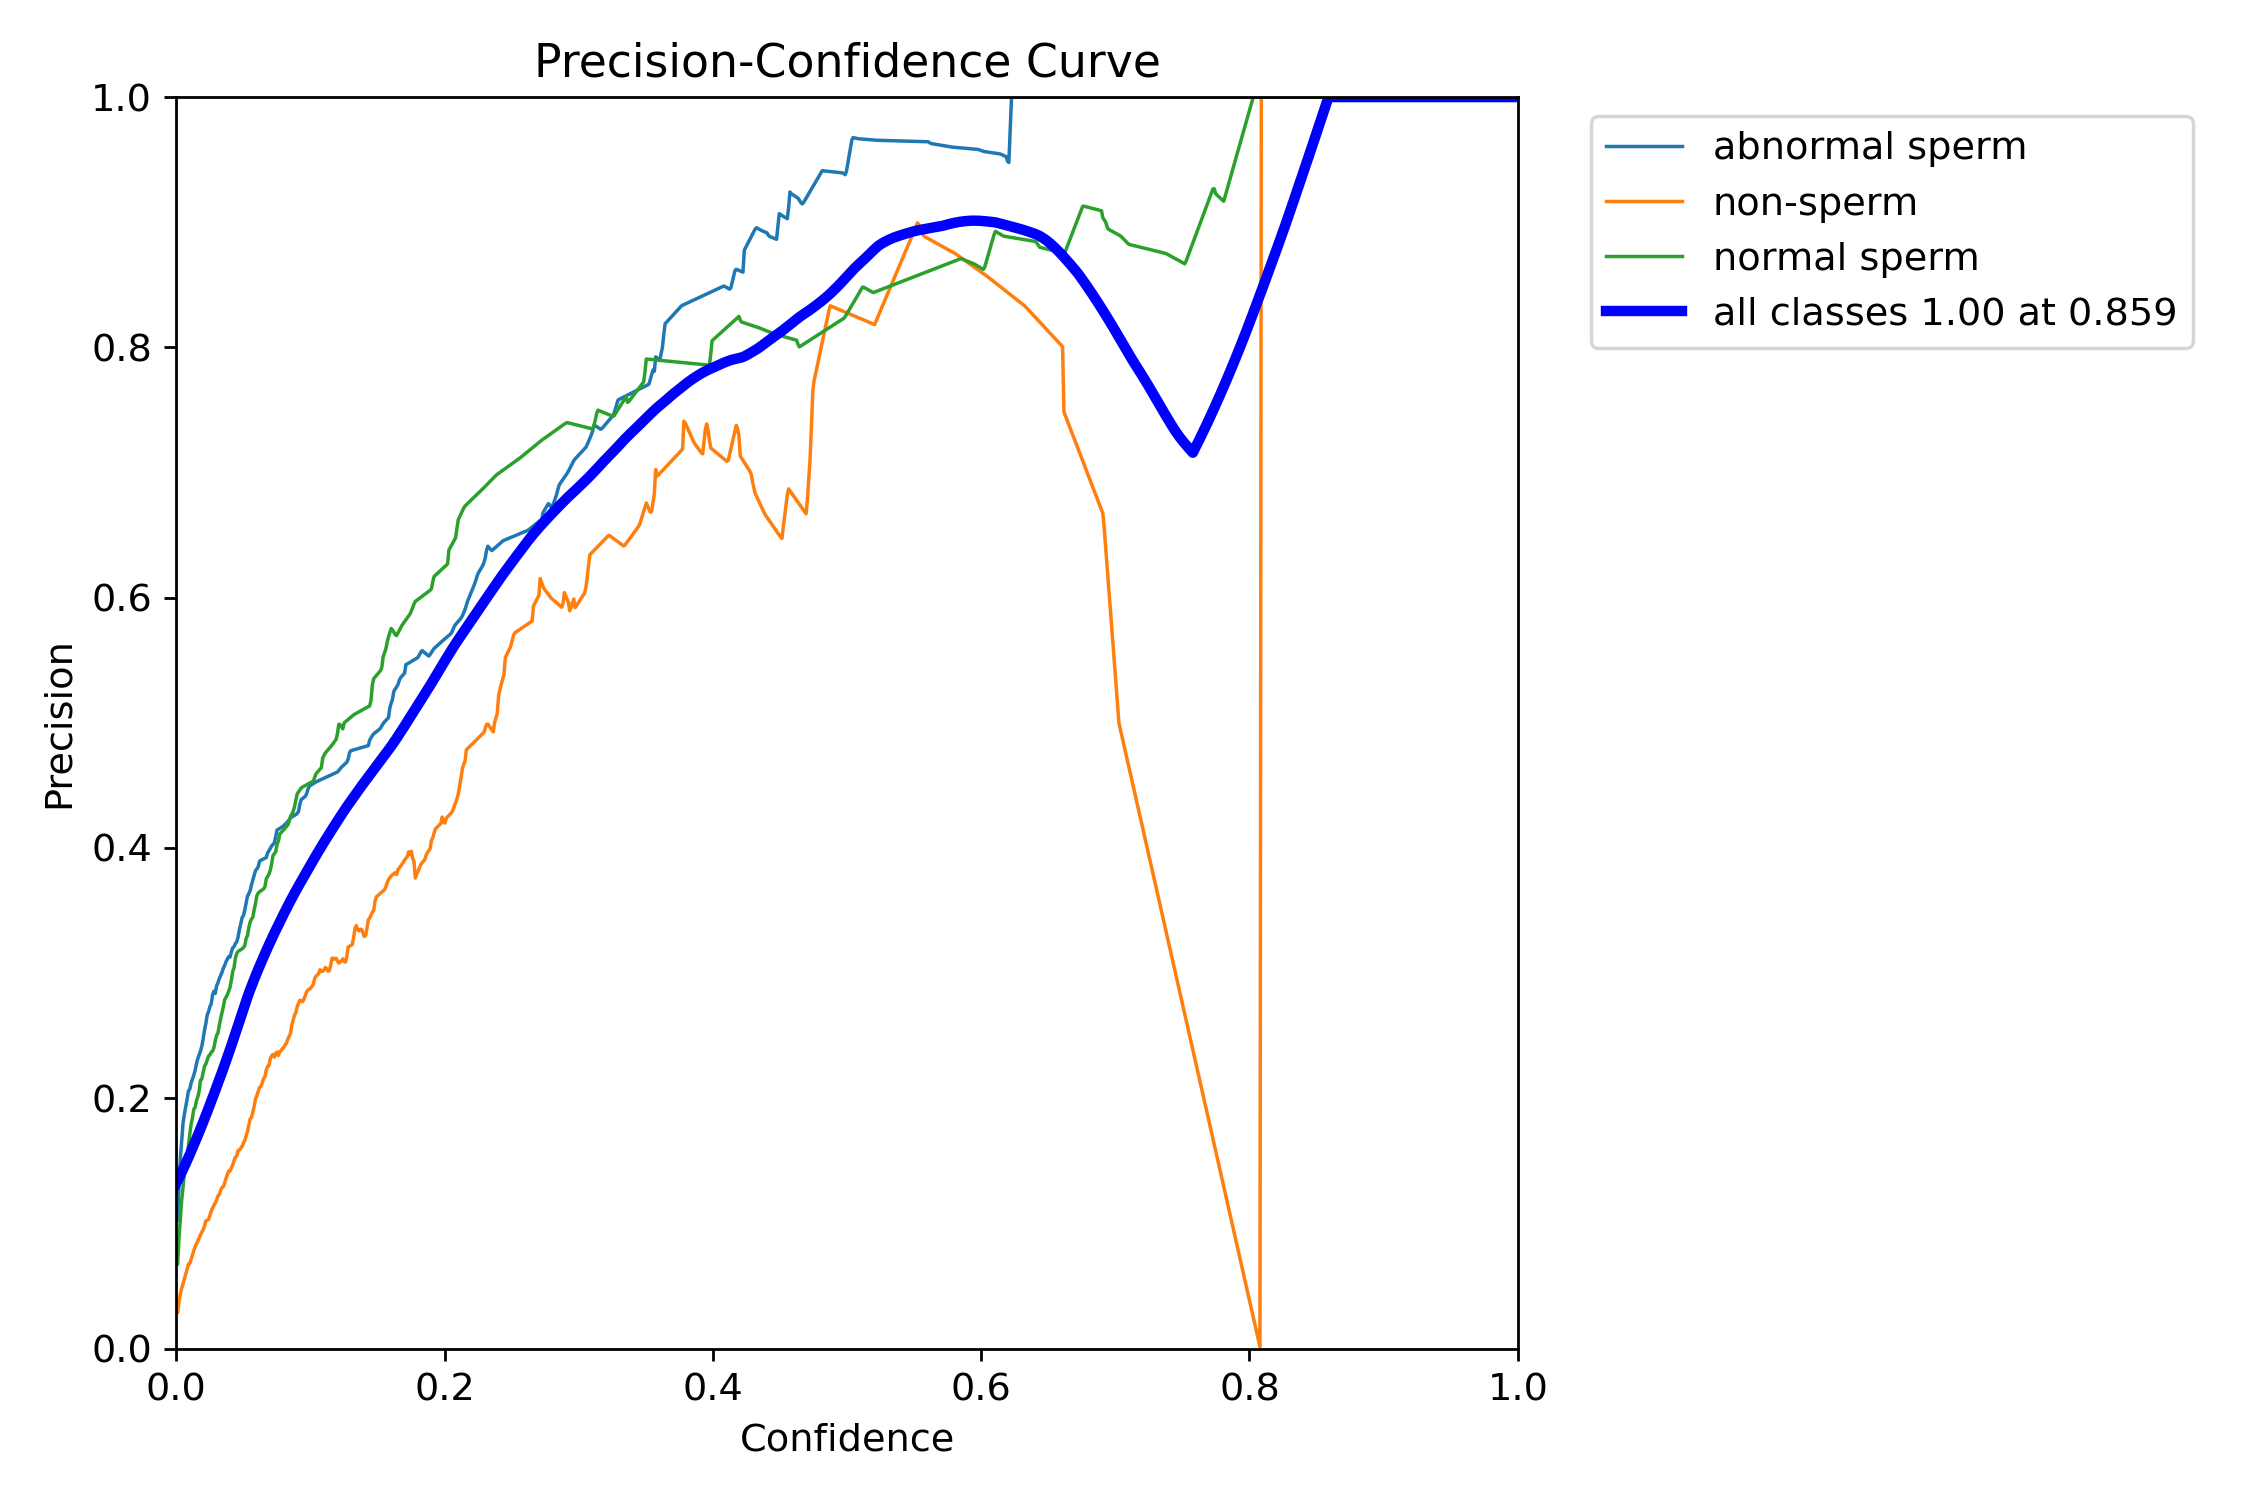 Precision-Confidence Curve
1.0
0.8
0.6
0.4
0.2
0.0
Precision
0.0 0.2 0.4 0.6 0.8 1.0
Confidence
abnormal sperm
non-sperm
normal sperm
all classes 1.00 at 0.859